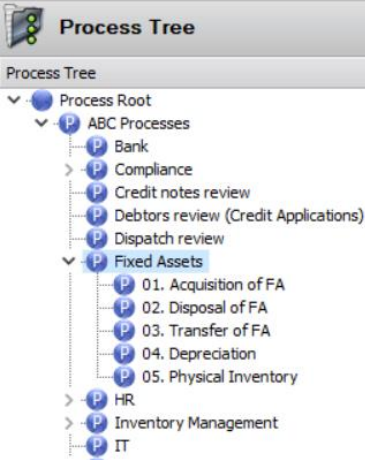 Process Tree
Process Tree
Process Root
P ABC Processes
P Bank
P Compliance
P Credit notes review
P Debtors review (Credit Applications)
P Dispatch review
P Fixed Assets
P 01. Acquisition of FA
P 02. Disposal of FA
P 03. Transfer of FA
P 04. Depreciation
P 05. Physical Inventory
P HR
P Inventory Management
P IT